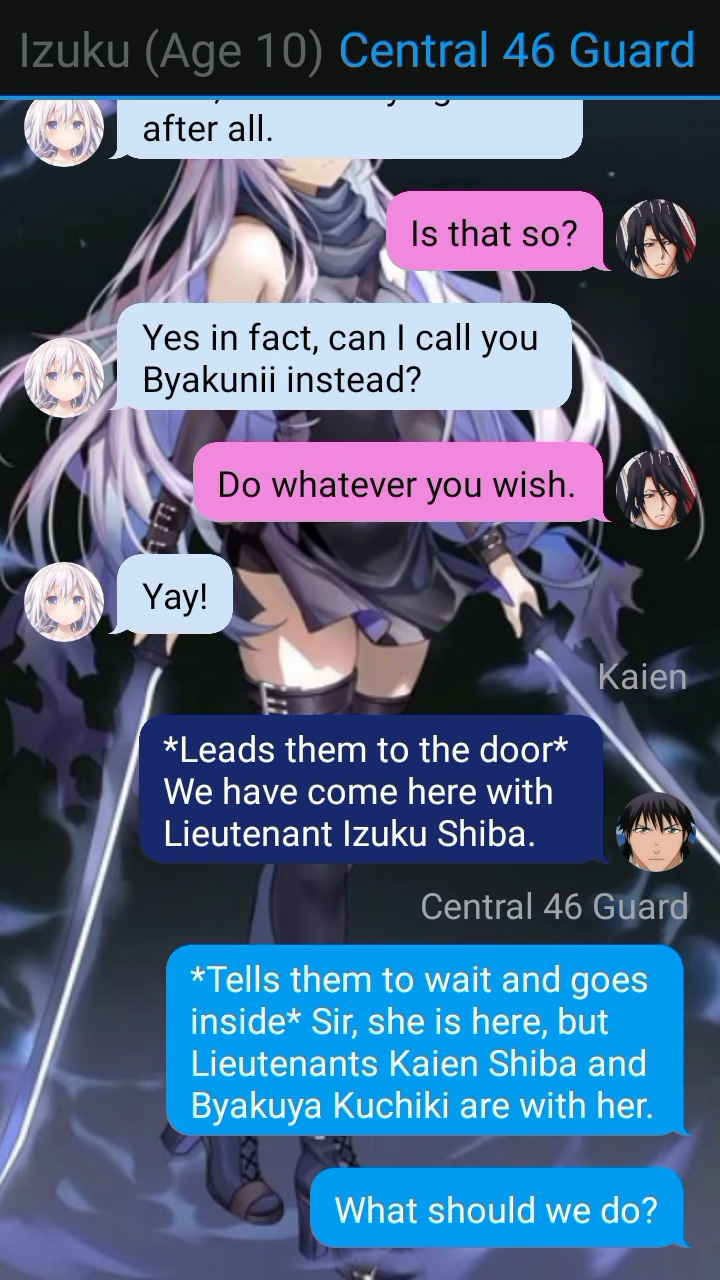 Izuku (Age 10) Central 46 Guard
after all.
Is that so?
Yes in fact, can I call you
Byakunii instead?
Do whatever you wish.
Yay!
Kaien
*Leads them to the door*
We have come here with
Lieutenant Izuku Shiba.
Central 46 Guard
*Tells them to wait and goes
inside* Sir, she is here, but
Lieutenants Kaien Shiba and
Byakuya Kuchiki are with her.
What should we do?